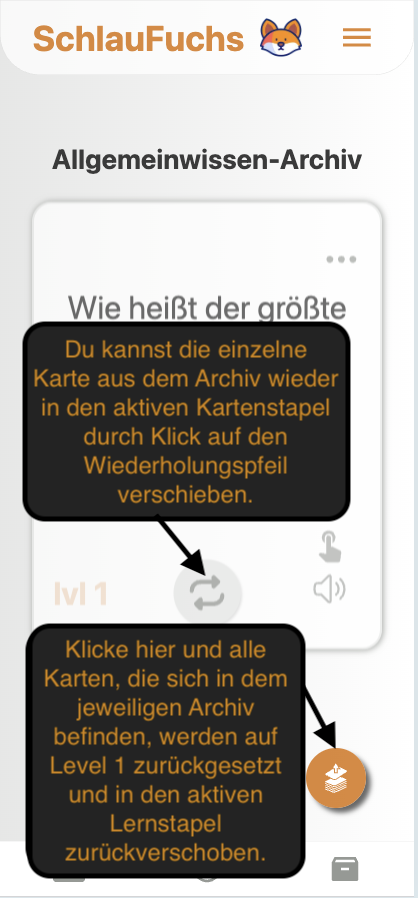 SchlauFuchs
Allgemeinwissen-Archiv
Wie heißt der größte
Du kannst die einzelne
Karte aus dem Archiv wieder
in den aktiven Kartenstapel
durch Klick auf den
Wiederholungspfeil
verschieben.
lvl 1
Klicke hier und alle
Karten, die sich in dem
jeweiligen Archiv
befinden, werden auf
Level 1 zurückgesetzt
und in den aktiven
Lernstapel
zurückverschoben.